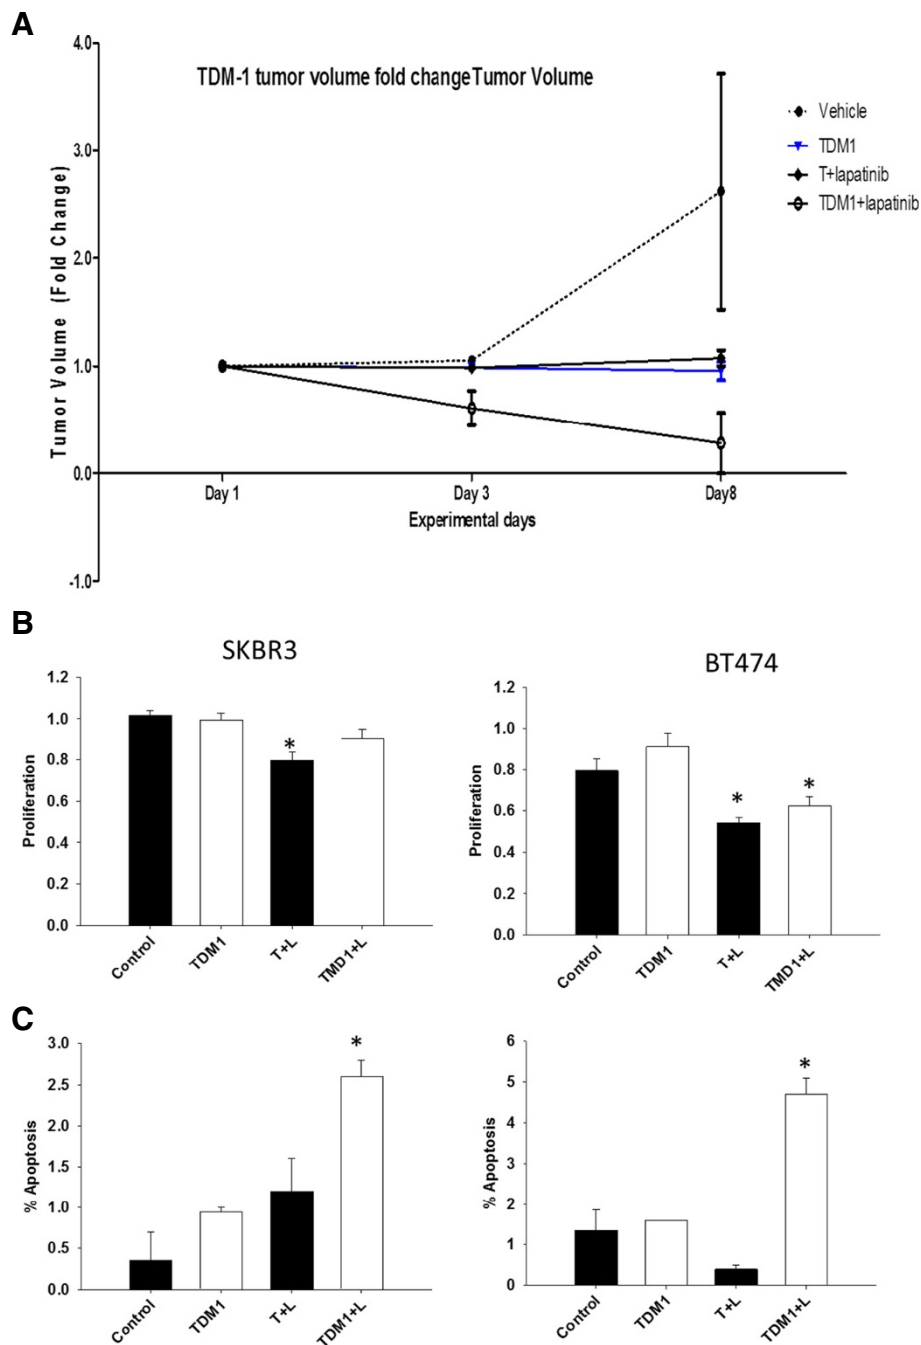 A
4.0
TDM-1 tumor volume fold changeTumor Volume
3.0
2.0
1.0
0.0
-1.0
Tumor Volume (Fold Change)
Day 1
Day 3
Day8
Experimental days
Vehicle
TDM1
T+lapatinib
TDM1+lapatinib
B
SKBR3
1.2
1.0
0.8
0.6
0.4
0.2
0.0
Proliferation
*
Control
TDM1
T+L
TMD1+L
BT474
1.2
1.0
0.8
0.6
0.4
0.2
0.0
Proliferation
*
*
Control
TDM1
T+L
TMD1+L
C
3.0
2.5
2.0
1.5
1.0
0.5
0.0
% Apoptosis
*
Control
TDM1
T+L
TDM1+L
6
5
4
3
2
1
0
% Apoptosis
*
Control
TDM1
T+L
TDM1+L